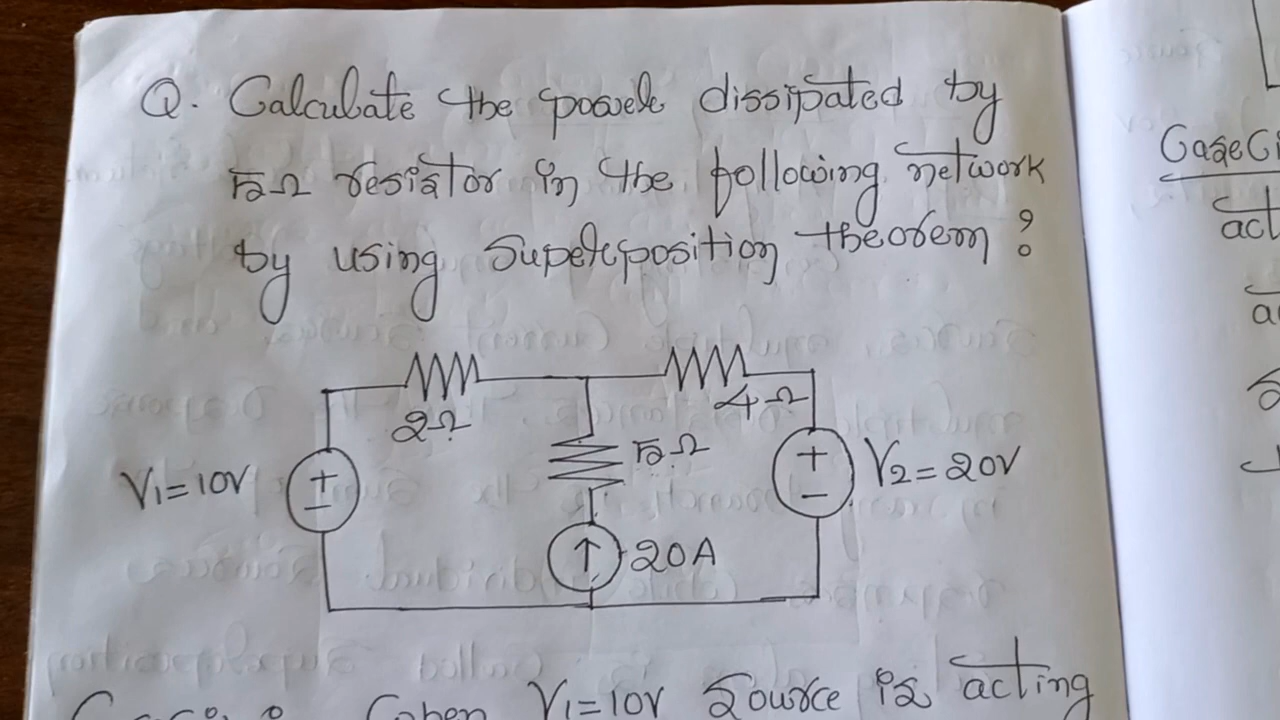 Q. Calculate the power dissipated by
5Ω resistor in the following network
by using Superposition theorem?
2Ω
4Ω
5Ω
V1=10V
+
-
+
-
V2=20V
↑
20A
V1=10V Source is acting
Case
act